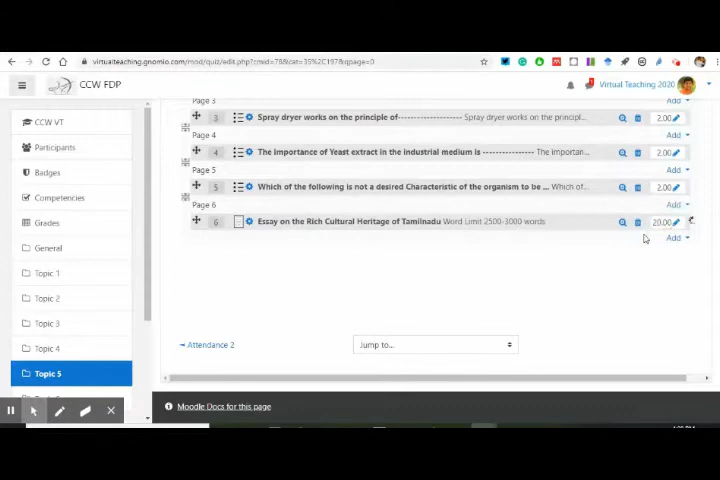 virtualteaching.gnomio.com/mod/quiz/edit.php?cmid=78&cat=35%2C197&qpage=0
CCW FDP
Virtual Teaching 2020
Page 3
Add
CCW VT
3 Spray dryer works on the principle of-------------------- Spray dryer works on the principl... 2.00
Page 4 Add
Participants
4 The Importance of Yeast extract in the industrial medium is ---------------- The importan... 2.00
Badges
Page 5 Add
5 Which of the following is not a desired Characteristic of the organism to be ... Which of... 2.00
Competencies
Page 6 Add
Grades
6 Essay on the Rich Cultural Heritage of Tamilnadu Word Limit 2500-3000 words 20.00
Add
General
Topic 1
Topic 2
Topic 3
Topic 4
Attendance 2 Jump to...
Topic 5
Moodle Docs for this page